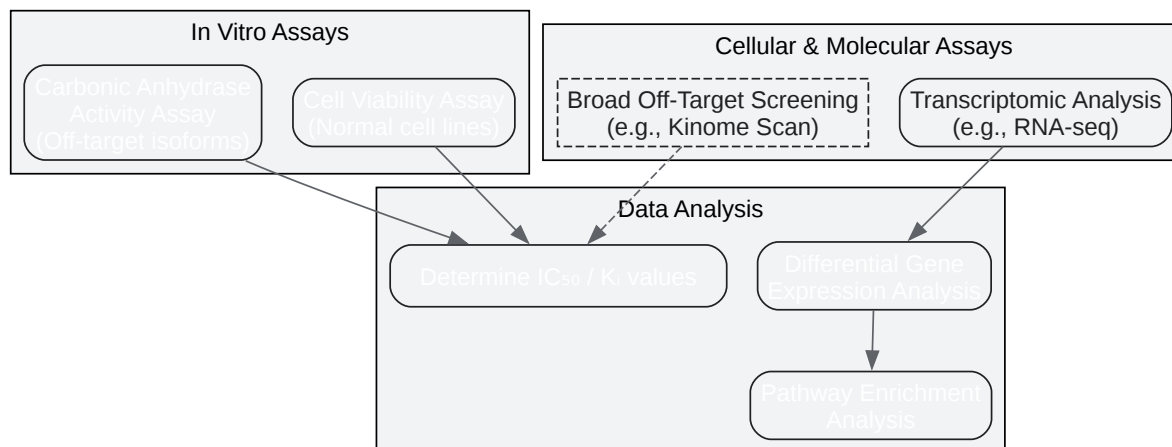 In Vitro Assays
Carbonic Anhydrase
Activity Assay
(Off-target isoforms)
Cell Viability Assay
(Normal cell lines)
Cellular & Molecular Assays
Broad Off-Target Screening
(e.g., Kinome Scan)
Transcriptomic Analysis
(e.g., RNA-seq)
Data Analysis
Determine IC₅₀ / Kᵢ values
Differential Gene
Expression Analysis
Pathway Enrichment
Analysis